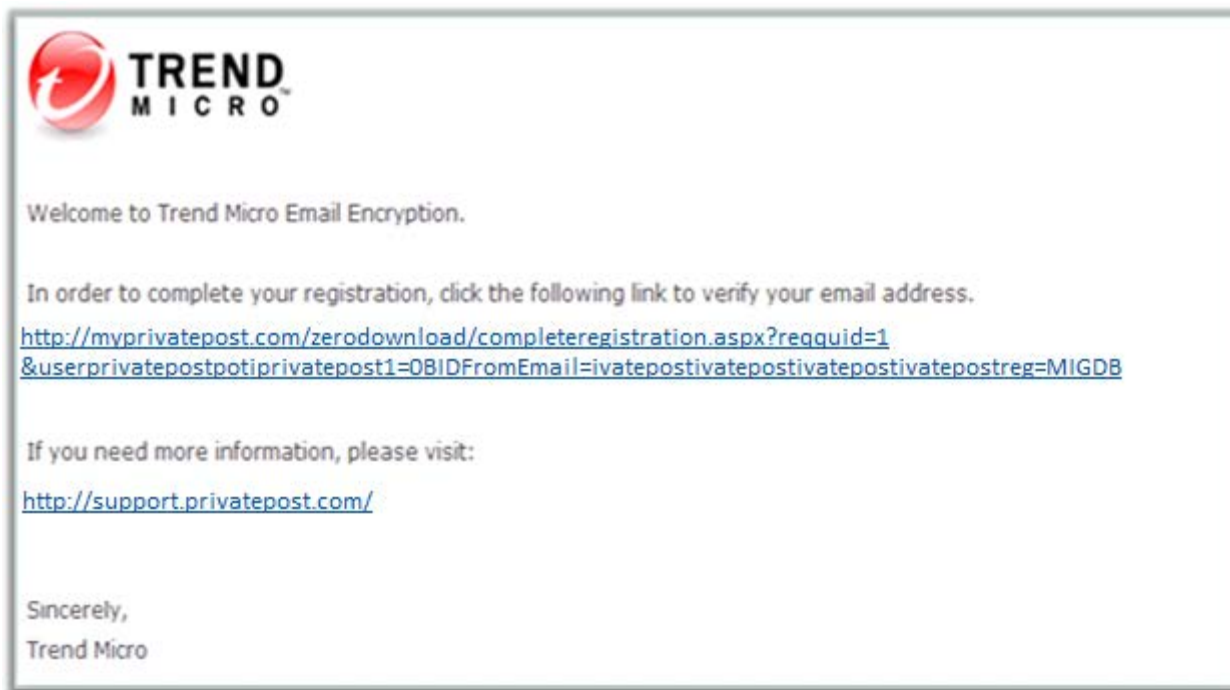 TREND
MICRO™
Welcome to Trend Micro Email Encryption.
In order to complete your registration, click the following link to verify your email address.
http://myprivatepost.com/zerodownload/completeregistration.aspx?reqquid=1
&userprivatepostpotiprivatepost1=0BIDFromEmail=ivatepostivatepostivatepostivatepostreg=MIGDB
If you need more information, please visit:
http://support.privatepost.com/
Sincerely,
Trend Micro